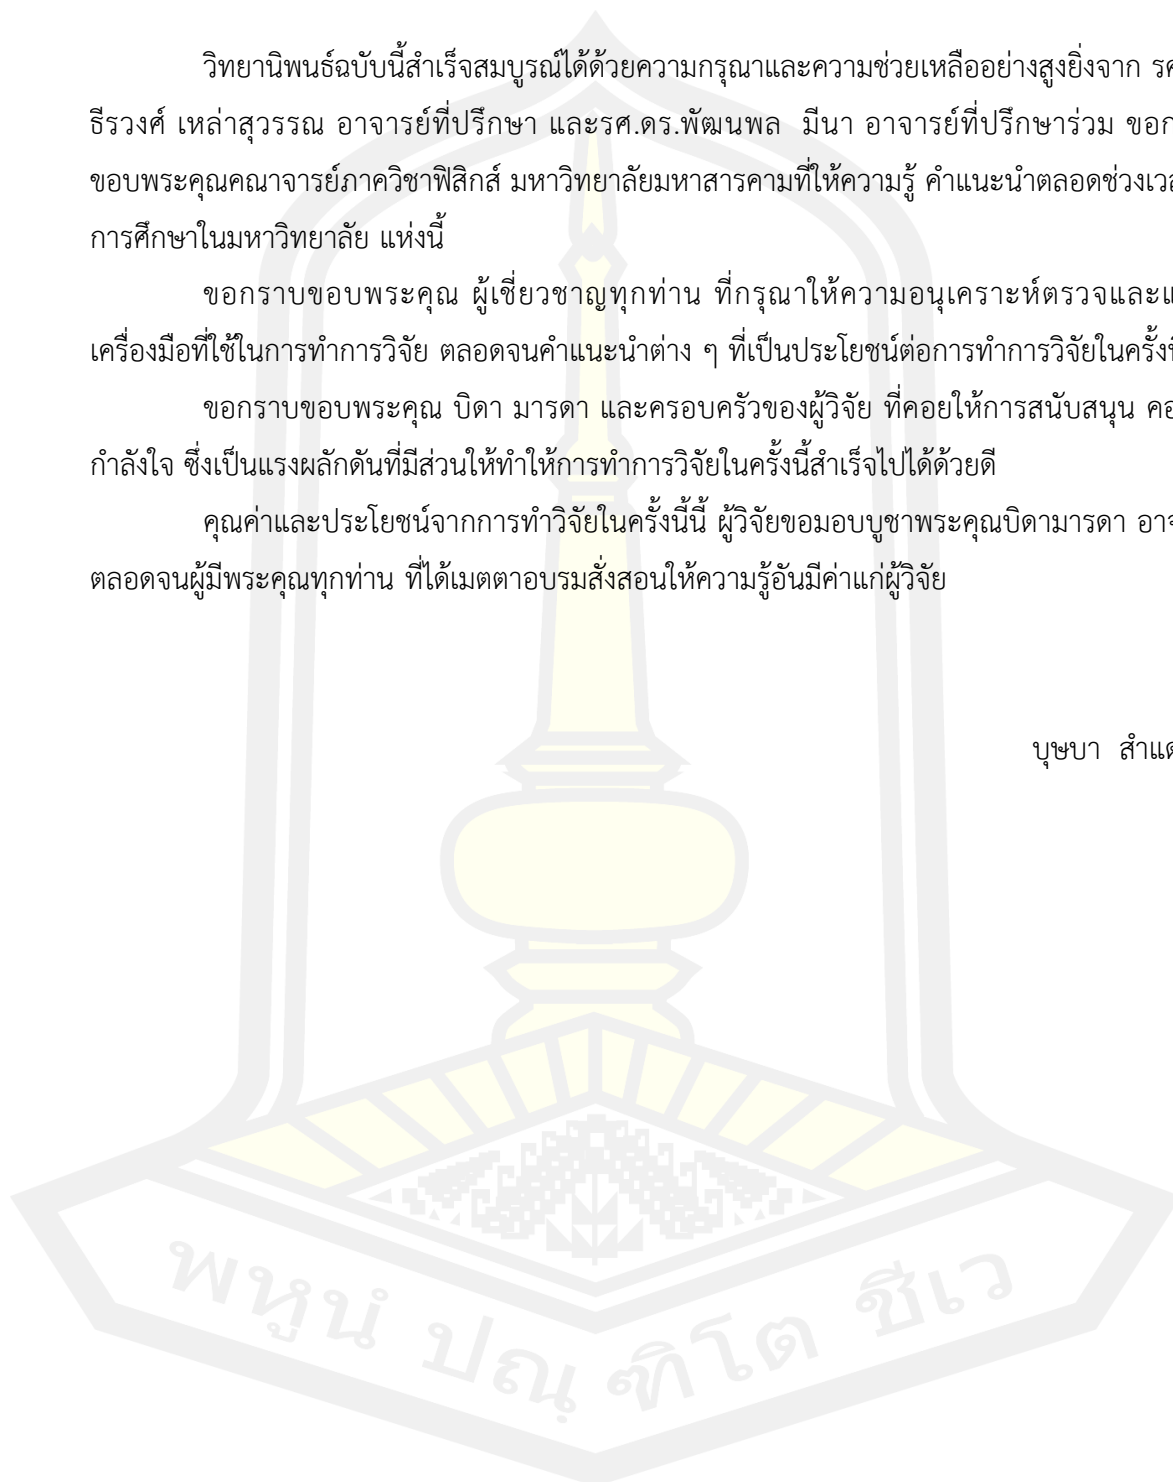 วิทยานิพนธ์ฉบับนี้สำเร็จสมบูรณ์ได้ด้วยความกรุณาและความช่วยเหลืออย่างสูงยิ่งจาก
ธีรวงศ์ เหล่าสุวรรณ อาจารย์ที่ปรึกษา และรศ.ดร.พัฒนพล มีนา อาจารย์ที่ปรึกษาร่วม
ขอบพระคุณคณาจารย์ภาควิชาฟิสิกส์ มหาวิทยาลัยมหาสารคามที่ให้ความรู้ คำแนะนำตลอด
การศึกษาในมหาวิทยาลัย แห่งนี้
ขอกราบขอบพระคุณ ผู้เชี่ยวชาญทุกท่าน ที่กรุณาให้ความอนุเคราะห์ตรวจและ
เครื่องมือที่ใช้ในการทำการวิจัย ตลอดจนคำแนะนำต่าง ๆ ที่เป็นประโยชน์ต่อการทำการวิจัยในครั้ง
ขอกราบขอบพระคุณ บิดา มารดา และครอบครัวของผู้วิจัย ที่คอยให้การสนับสนุน
กำลังใจ ซึ่งเป็นแรงผลักดันที่มีส่วนให้ทำให้การทำการวิจัยในครั้งนี้สำเร็จไปได้ด้วยดี
คุณค่าและประโยชน์จากการทำวิจัยในครั้งนี้นี้ ผู้วิจัยขอมอบบูชาพระคุณบิดามารดา
ตลอดจนผู้มีพระคุณทุกท่าน ที่ได้เมตตาอบรมสั่งสอนให้ความรู้อันมีค่าแก่ผู้วิจัย
บุษบา
พหูนํ ปณฺฑิโต ชีเว